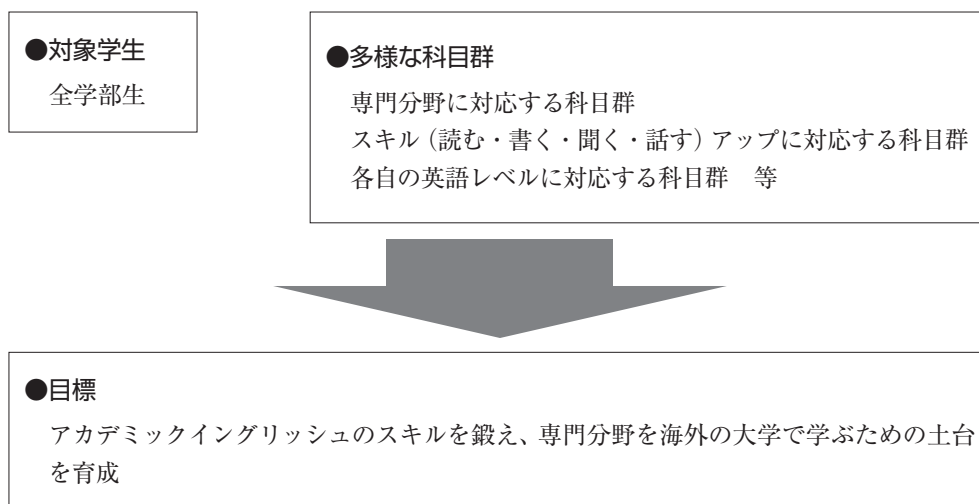 ●対象学生
全学部生
●多様な科目群
専門分野に対応する科目群
スキル（読む・書く・聞く・話す）アップに対応する科目群
各自の英語レベルに対応する科目群　等
●目標
アカデミックイングリッシュのスキルを鍛え、専門分野を海外の大学で学ぶための土台
を育成